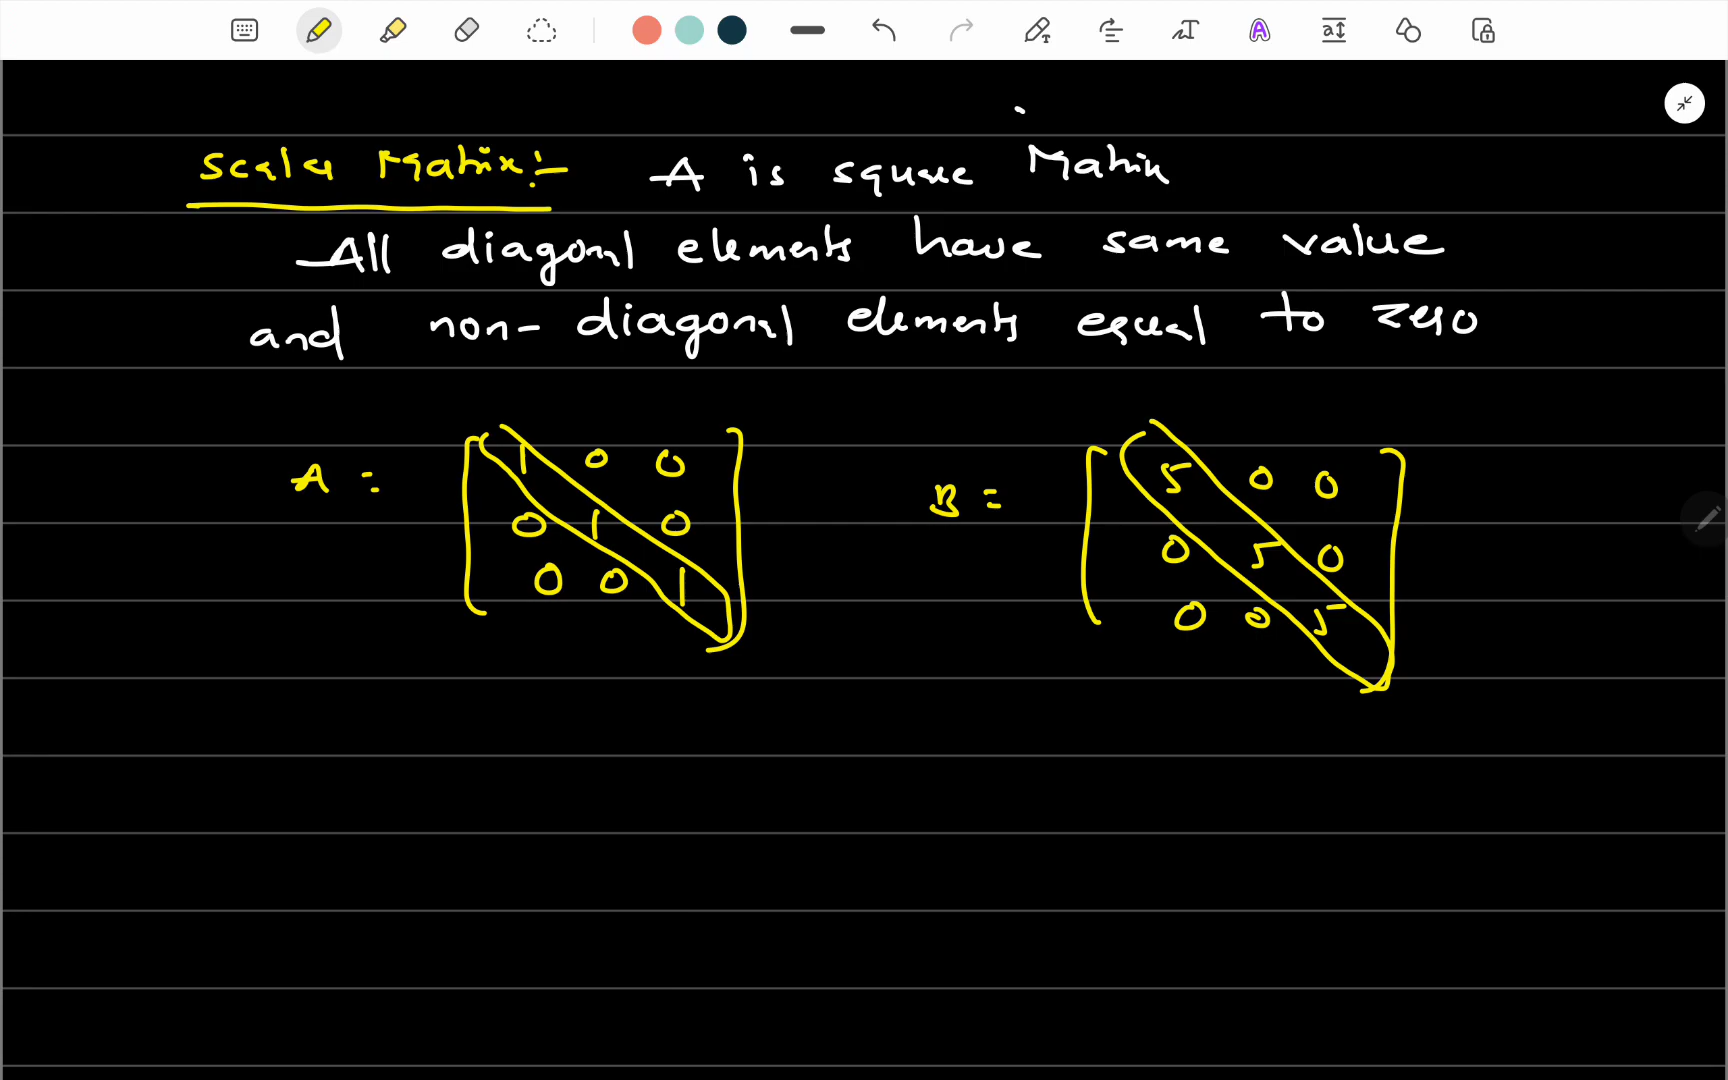 Scalar Matrix:- A is square Matrix
All diagonal elements have same value
and non-diagonal elements equal to zero
A = [ 1 0 0
0 1 0
0 0 1 ]
B = [ 5 0 0
0 5 0
0 0 5 ]